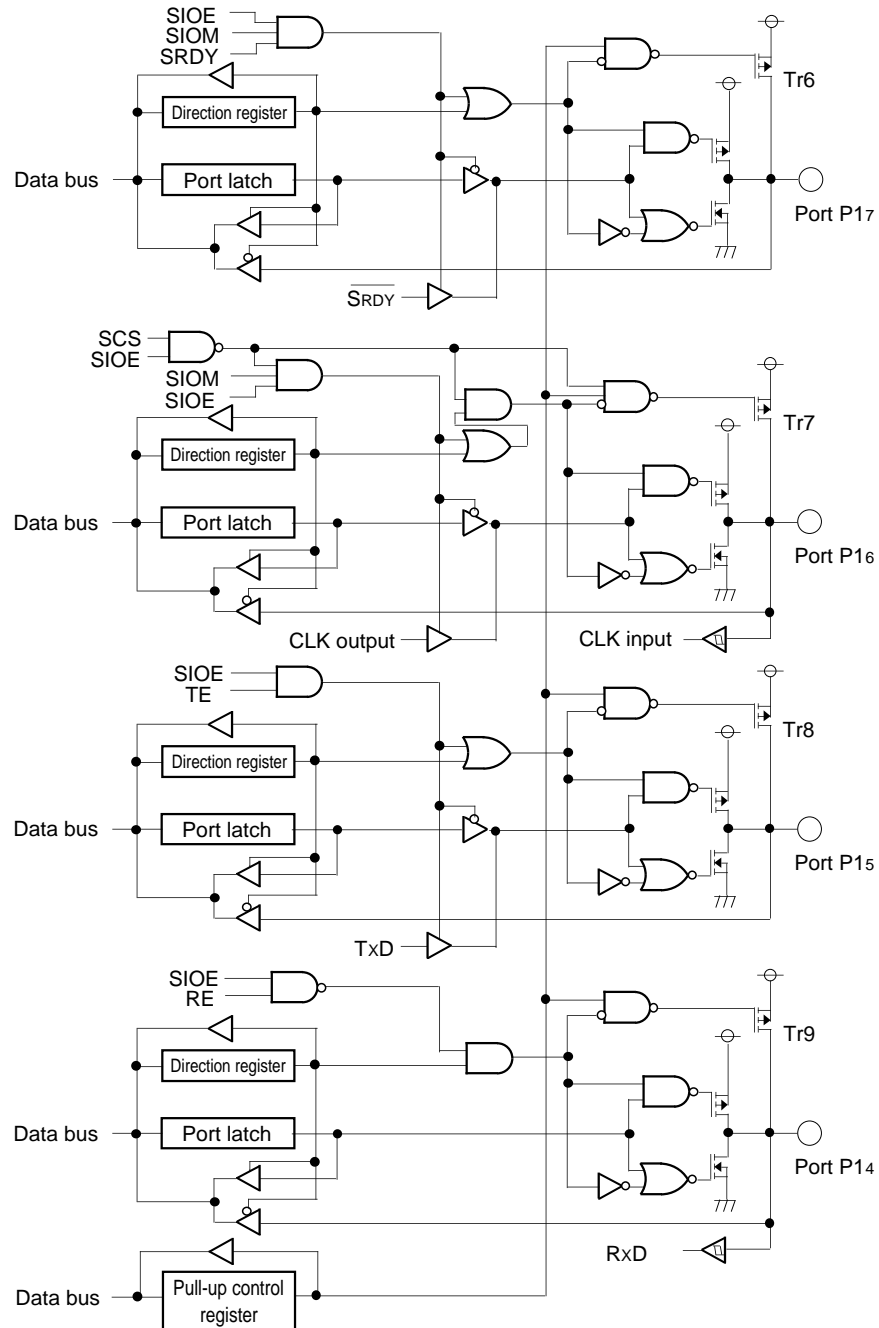 SIOE
SIOM
SRDY
Tr6
Direction register
Data bus
Port latch
Port P17
SRDY
SCS
SIOE
SIOM
SIOE
Tr7
Direction register
Data bus
Port latch
Port P16
CLK output
CLK input
SIOE
TE
Tr8
Direction register
Data bus
Port latch
Port P15
TxD
SIOE
RE
Tr9
Direction register
Data bus
Port latch
Port P14
RxD
Data bus
Pull-up control
register